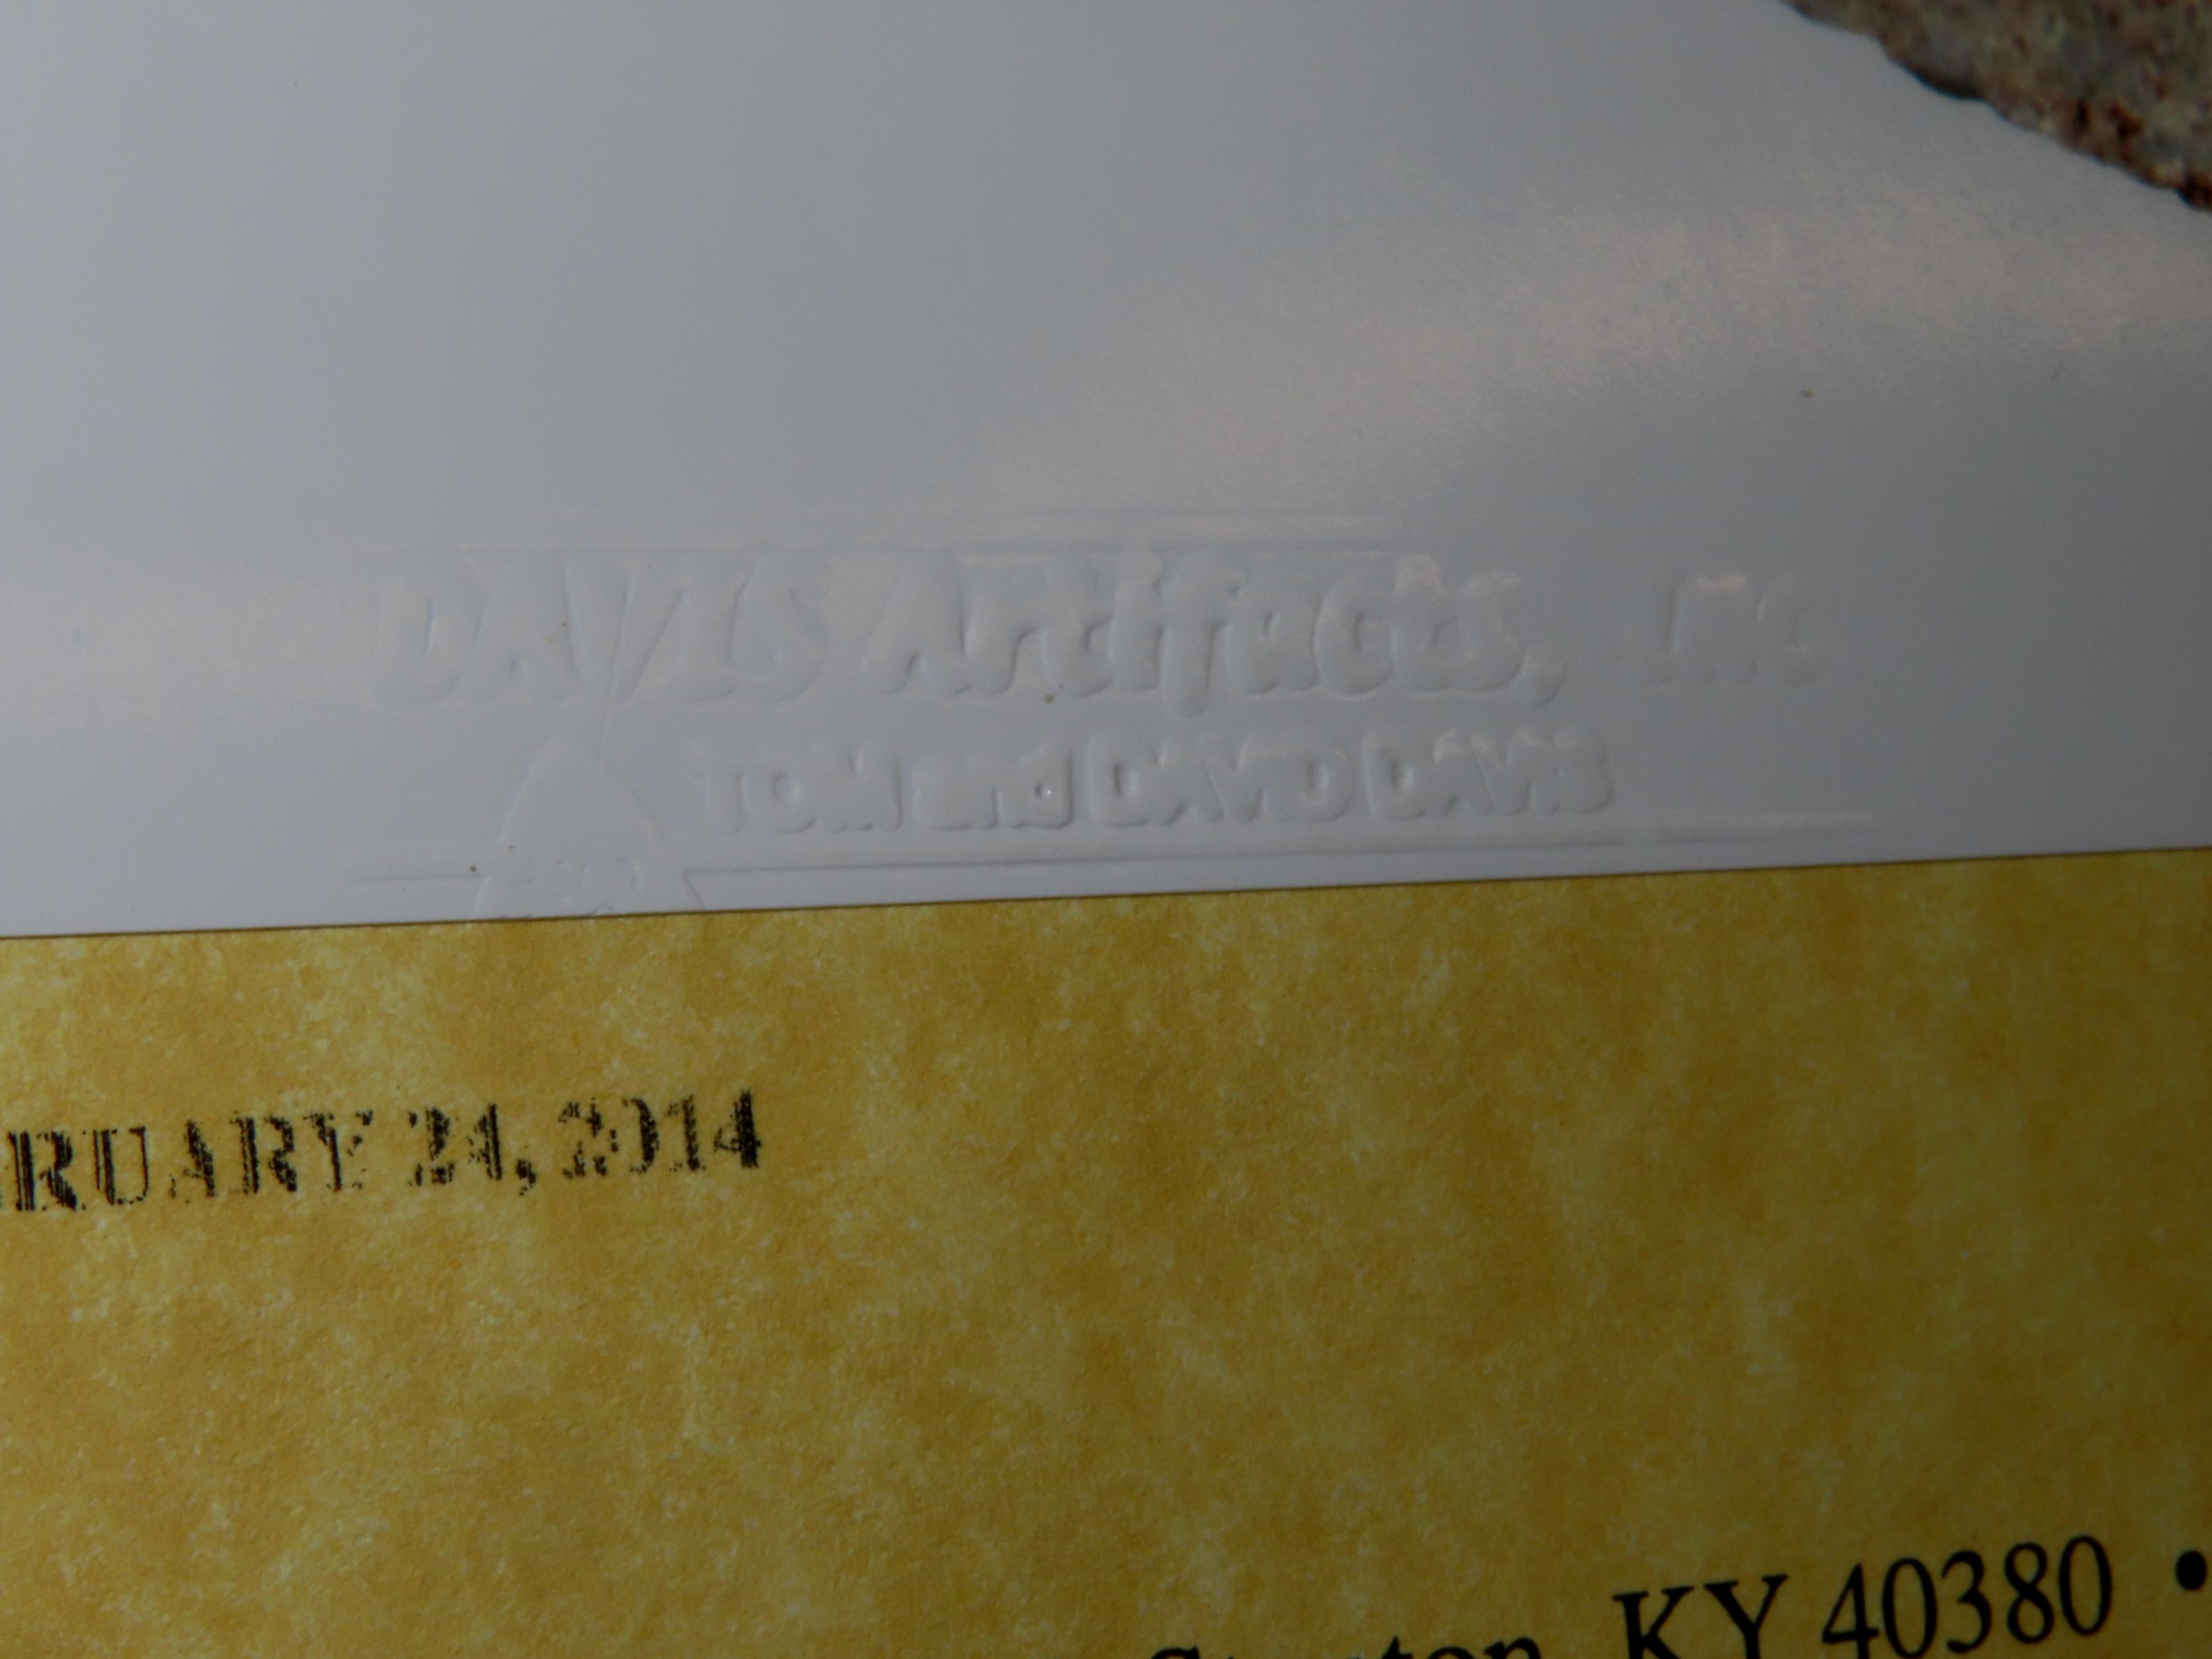 DAVIS Artifacts, INC
TOM and DAVID DAVIS
RUARY 24, 2014
KY 40380 •